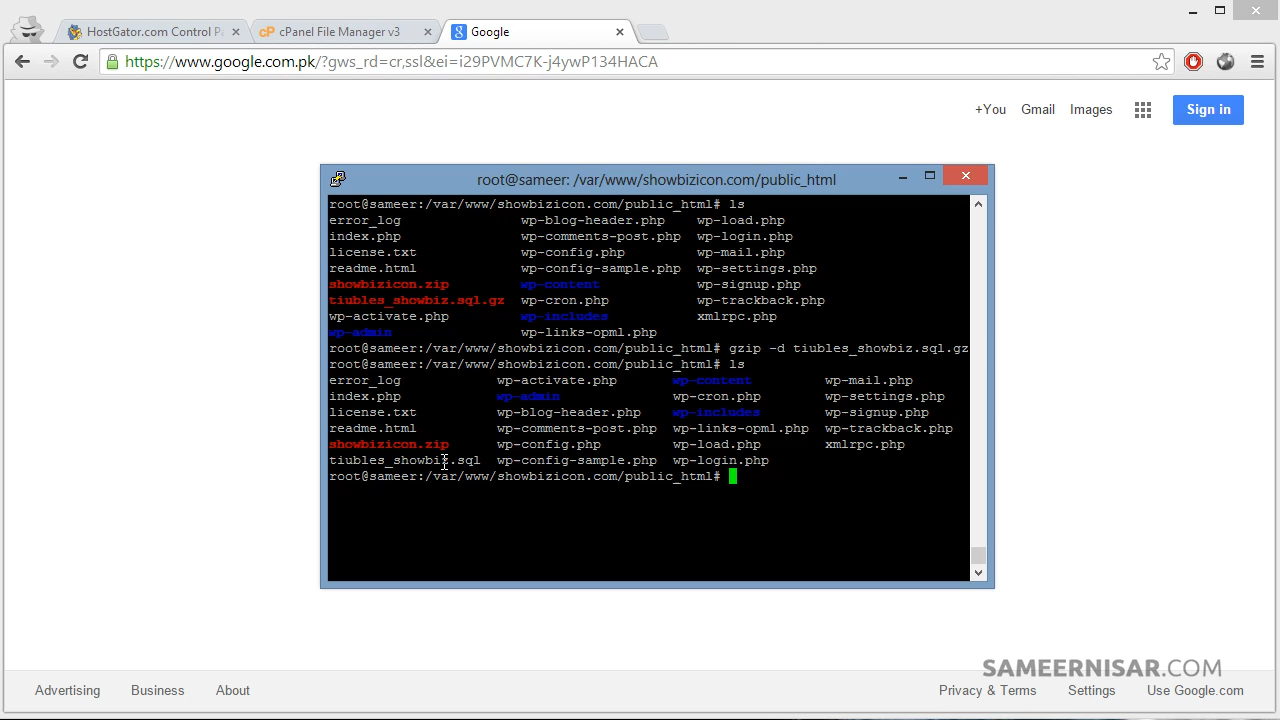 HostGator.com Control P
cPanel File Manager v3
Google
https://www.google.com.pk/?gws_rd=cr,ssl&ei=i29PVMC7K-j4ywP134HACA
+You Gmail Images Sign in
root@sameer: /var/www/showbizicon.com/public_html
root@sameer:/var/www/showbizicon.com/public_html# ls
error_log wp-blog-header.php wp-load.php
index.php wp-comments-post.php wp-login.php
license.txt wp-config.php wp-mail.php
readme.html wp-config-sample.php wp-settings.php
showbizicon.zip wp-content wp-signup.php
tiubles_showbiz.sql.gz wp-cron.php wp-trackback.php
wp-activate.php wp-includes xmlrpc.php
wp-admin wp-links-opml.php
root@sameer:/var/www/showbizicon.com/public_html# gzip -d tiubles_showbiz.sql.gz
root@sameer:/var/www/showbizicon.com/public_html# ls
error_log wp-activate.php wp-content wp-mail.php
index.php wp-admin wp-cron.php wp-settings.php
license.txt wp-blog-header.php wp-includes wp-signup.php
readme.html wp-comments-post.php wp-links-opml.php wp-trackback.php
showbizicon.zip wp-config.php wp-load.php xmlrpc.php
tiubles_showbiz.sql wp-config-sample.php wp-login.php
root@sameer:/var/www/showbizicon.com/public_html#
SAMEERNISAR.COM
Advertising Business About Privacy & Terms Settings Use Google.com